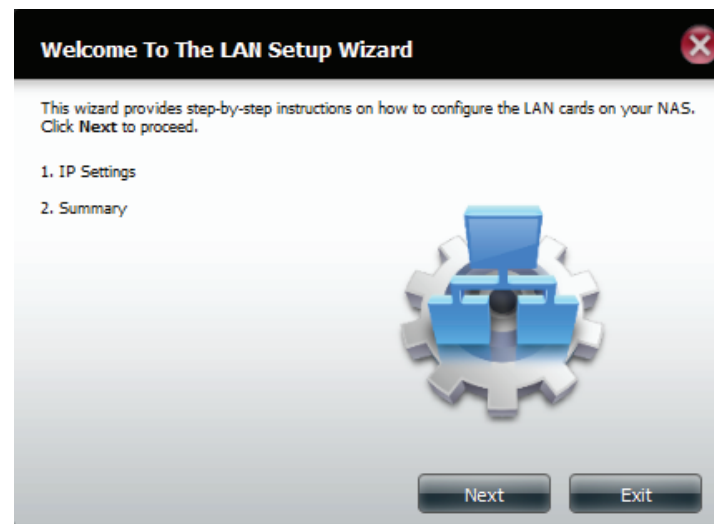 Welcome To The LAN Setup Wizard
This wizard provides step-by-step instructions on how to configure the LAN cards on your NAS.
Click Next to proceed.
1. IP Settings
2. Summary
Next
Exit